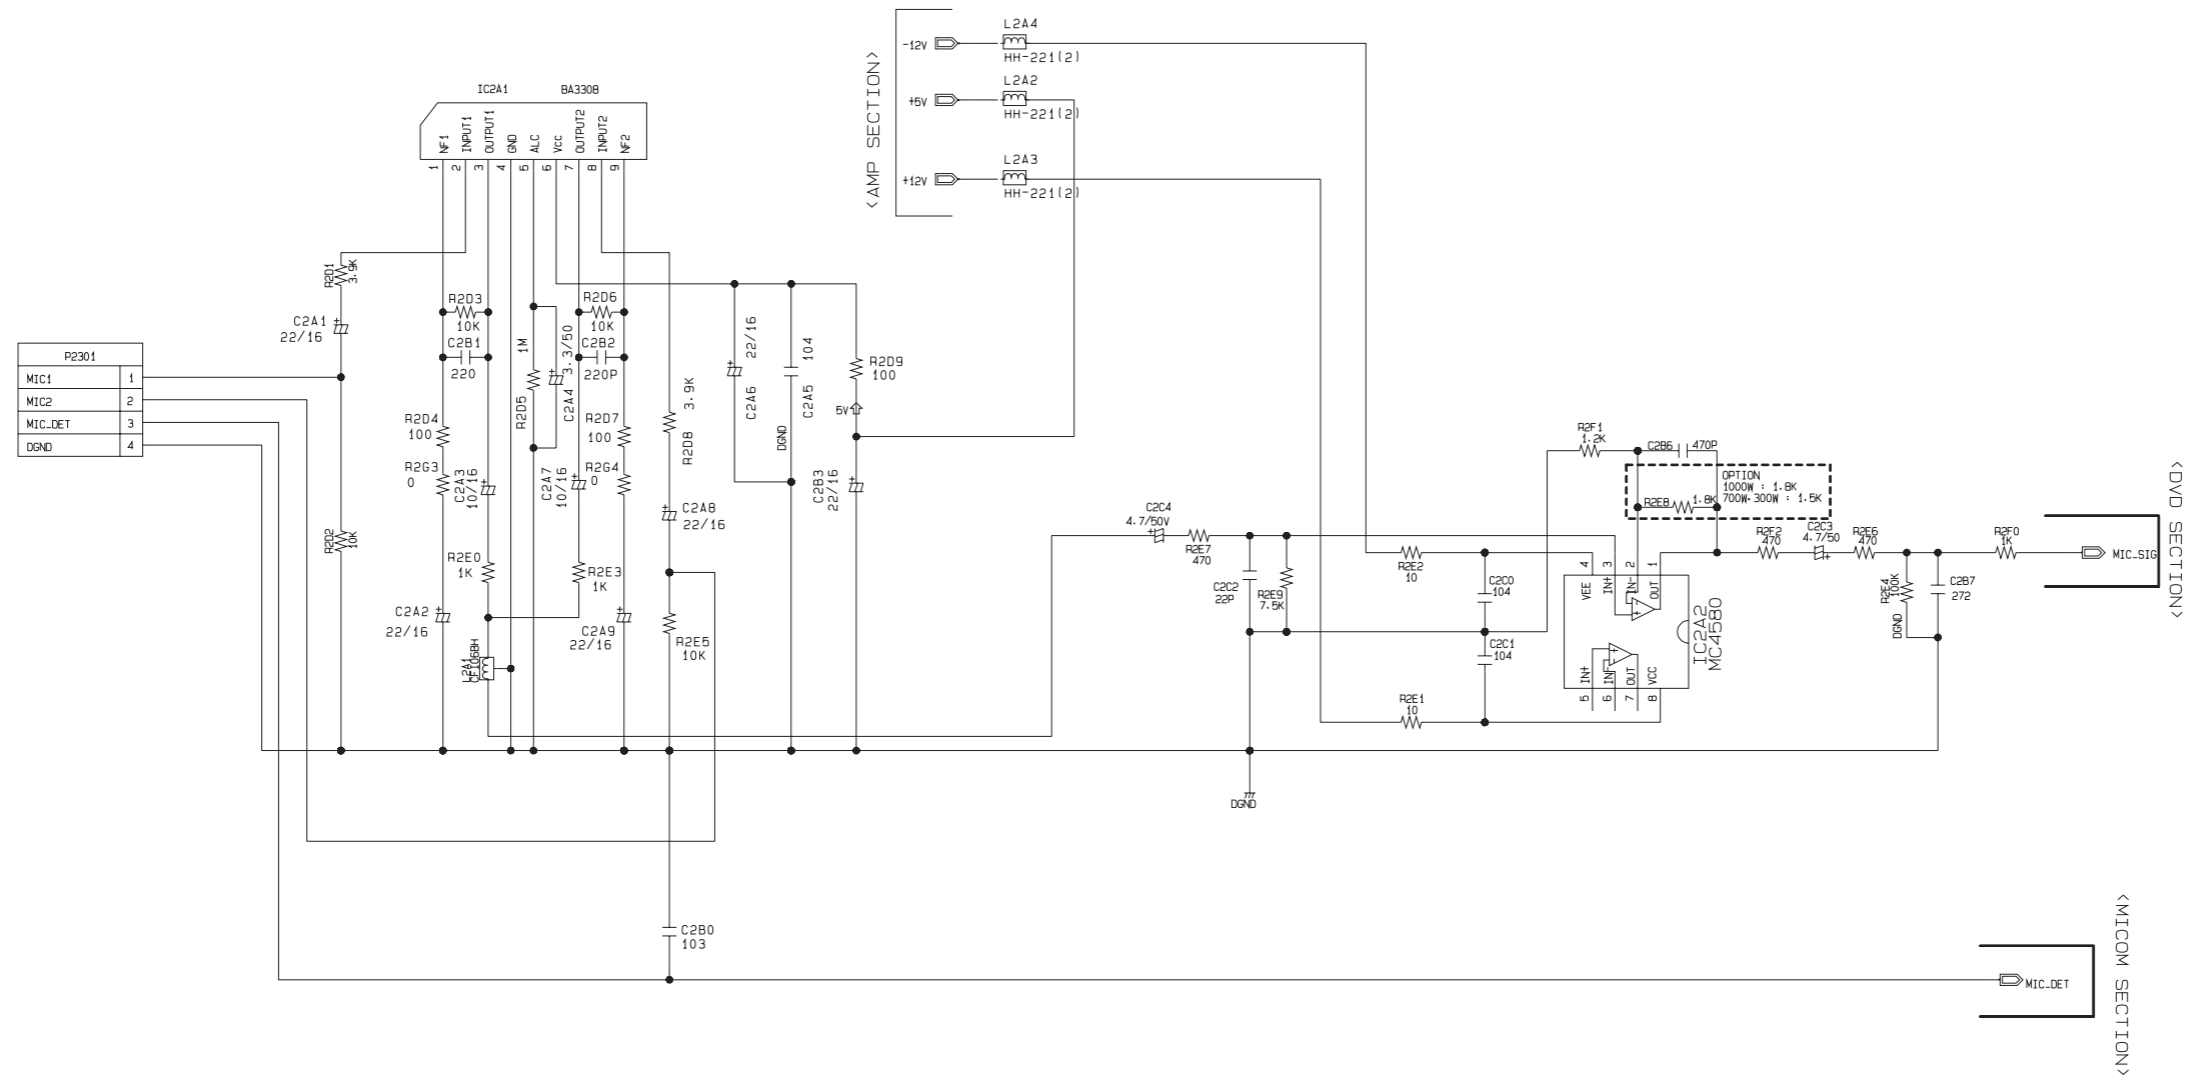 <AMP SECTION>
-12V
L2A4
HH-221(2)
+5V
L2A2
HH-221(2)
+12V
L2A3
HH-221(2)
IC2A1
BA3308
NF1
INPUT1
OUTPUT1
GND
ALC
Vcc
OUTPUT2
INPUT2
NF2
1
2
3
4
5
6
7
8
9
R2D1
3.9K
C2A1
22/16
P2301
MIC1 1
MIC2 2
MIC_DET 3
DGND 4
R2D2
10K
R2D3
10K
C2B1
220
R2D4
100
R2G3
0
C2A3
10/16
R2E0
1K
C2A2
22/16
L2A1
1M
R2D5
3.3/50
C2A4
R2D6
10K
C2B2
220P
R2D7
100
R2G4
0
C2A7
10/16
R2E3
1K
C2A9
22/16
3.9K
R2D8
C2A8
22/16
R2E5
10K
22/16
C2A6
104
C2A5
DGND
R2D9
100
5V
C2B3
22/16
C2C4
4.7/50V
R2E7
470
C2C2
22P
R2E9
7.5K
DGND
R2E2
10
C2C0
104
C2C1
104
R2E1
10
R2F1
1.2K
C2B6
470P
OPTION
1000W : 1.8K
700W.300W : 1.5K
R2E8
1.8K
4
3
2
1
VEE
IN+
IN-
OUT
IC2A2
MC4580
IN+
IN-
OUT
VCC
5
6
7
8
R2F2
470
C2C3
4.7/50
R2E6
470
R2E4
100K
DGND
C2B7
272
R2F0
1K
MIC_SIG
<DVD SECTION>
C2B0
103
MIC_DET
<MICOM SECTION>